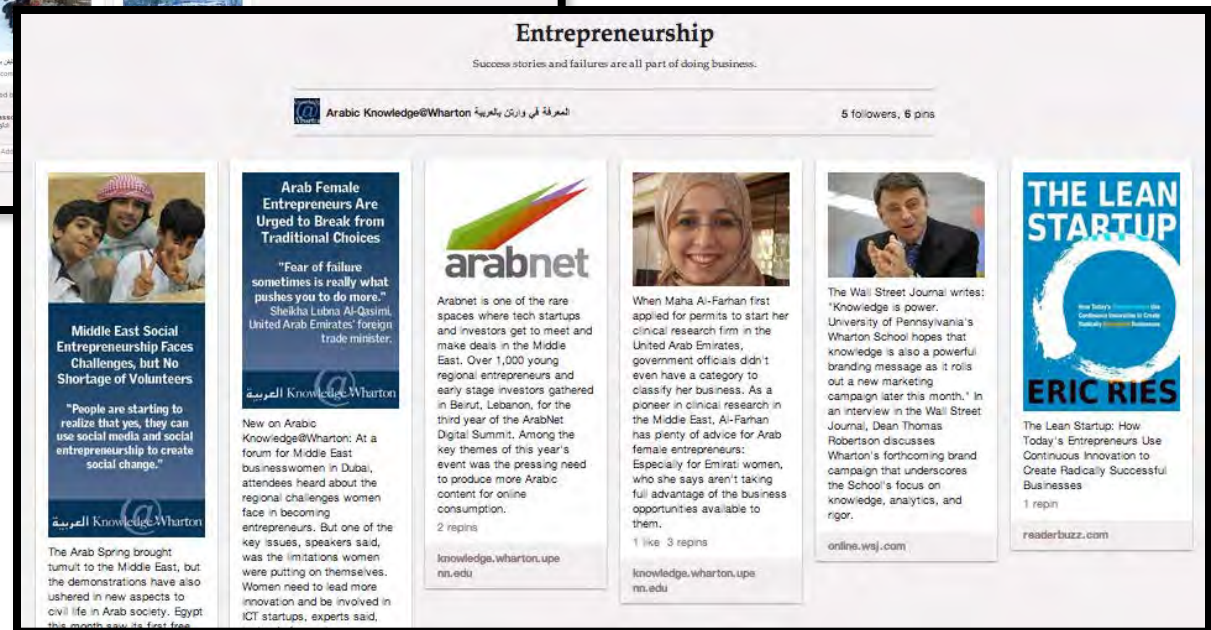 Entrepreneurship
Success stories and failures are all part of doing business.
Arabic Knowledge@Wharton المعرفة في وارتن بالعربية
5 followers, 6 pins
Middle East Social
Entrepreneurship Faces
Challenges, but No
Shortage of Volunteers
"People are starting to
realize that yes, they can
use social media and social
entrepreneurship to create
social change."
العربية Knowledge@Wharton
The Arab Spring brought
tumult to the Middle East, but
the demonstrations have also
ushered in new aspects to
civil life in Arab society. Egypt
this month saw its first free
Arab Female
Entrepreneurs Are
Urged to Break from
Traditional Choices
"Fear of failure
sometimes is really what
pushes you to do more."
Sheikha Lubna Al-Qasimi,
United Arab Emirates' foreign
trade minister.
العربية Knowledge@Wharton
New on Arabic
Knowledge@Wharton: At a
forum for Middle East
businesswomen in Dubai,
attendees heard about the
regional challenges women
face in becoming
entrepreneurs. But one of the
key issues, speakers said,
was the limitations women
were putting on themselves.
Women need to lead more
innovation and be involved in
ICT startups, experts said,
arabnet
Arabnet is one of the rare
spaces where tech startups
and investors get to meet and
make deals in the Middle
East. Over 1,000 young
regional entrepreneurs and
early stage investors gathered
in Beirut, Lebanon, for the
third year of the ArabNet
Digital Summit. Among the
key themes of this year's
event was the pressing need
to produce more Arabic
content for online
consumption.
2 repins
knowledge.wharton.upe
nn.edu
When Maha Al-Farhan first
applied for permits to start her
clinical research firm in the
United Arab Emirates,
government officials didn't
even have a category to
classify her business. As a
pioneer in clinical research in
the Middle East, Al-Farhan
has plenty of advice for Arab
female entrepreneurs:
Especially for Emirati women,
who she says aren't taking
full advantage of the business
opportunities available to
them.
1 like 3 repins
knowledge.wharton.upe
nn.edu
The Wall Street Journal writes:
"Knowledge is power.
University of Pennsylvania's
Wharton School hopes that
knowledge is also a powerful
branding message as it rolls
out a new marketing
campaign later this month." In
an interview in the Wall Street
Journal, Dean Thomas
Robertson discusses
Wharton's forthcoming brand
campaign that underscores
the School's focus on
knowledge, analytics, and
rigor.
online.wsj.com
THE LEAN
STARTUP
How Today's Entrepreneurs Use
Continuous Innovation to Create
Radically Successful Businesses
ERIC RIES
The Lean Startup: How
Today's Entrepreneurs Use
Continuous Innovation to
Create Radically Successful
Businesses
1 repin
readerbuzz.com